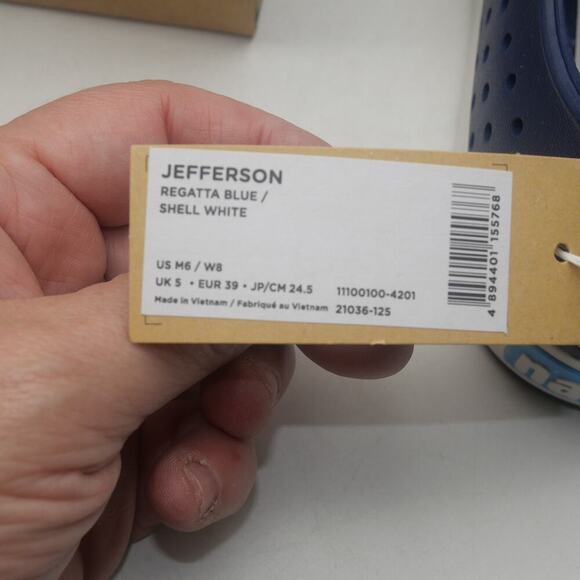 JEFFERSON
REGATTA BLUE /
SHELL WHITE
US M6 / W8
UK 5 • EUR 39 • JP/CM 24.5
Made in Vietnam / Fabriqué au Vietnam
11100100-4201
21036-125
4 894401 155768
na